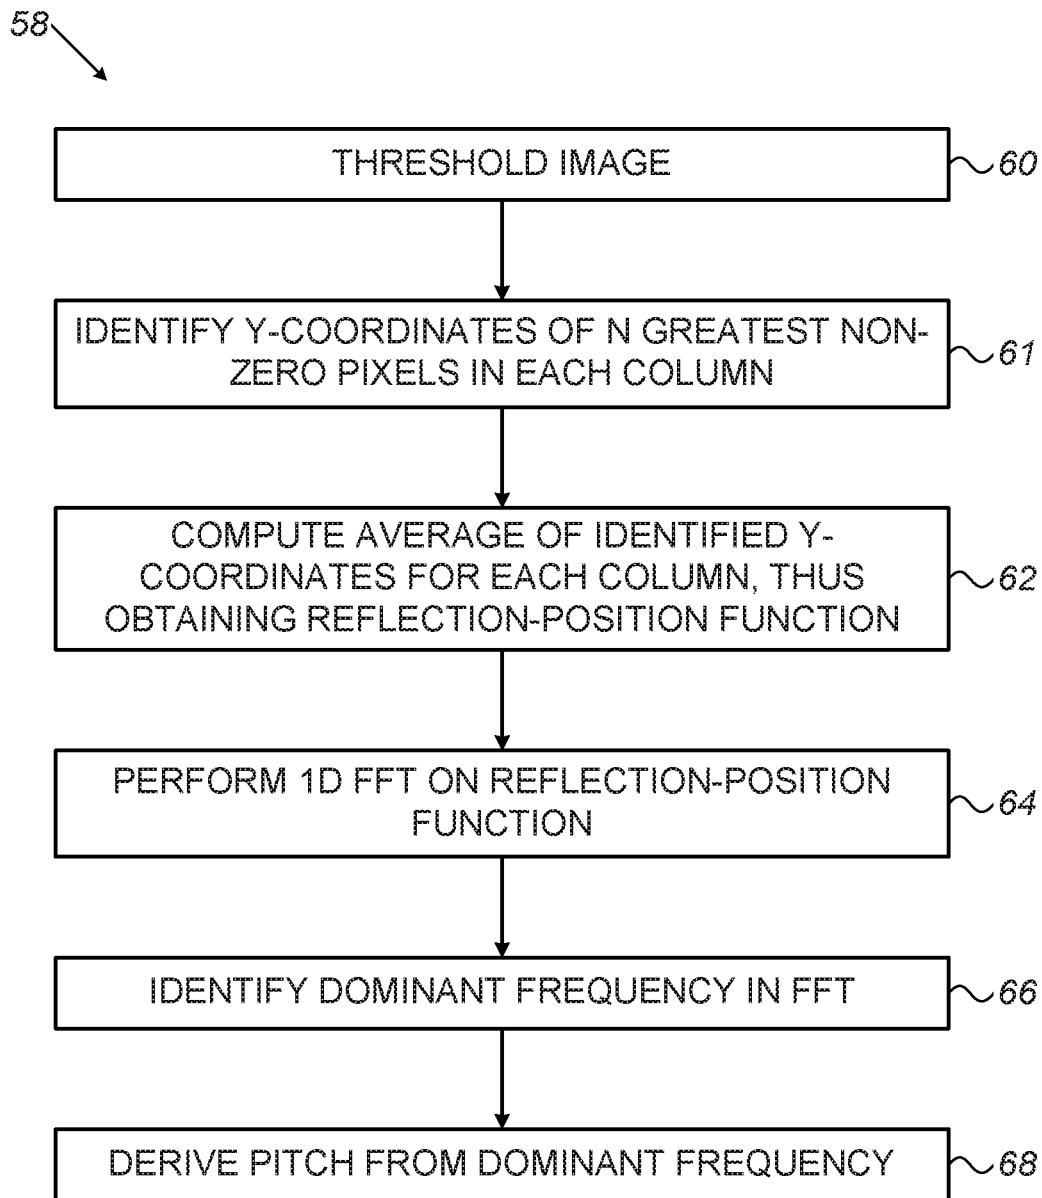 58
THRESHOLD IMAGE
60
IDENTIFY Y-COORDINATES OF N GREATEST NON-
ZERO PIXELS IN EACH COLUMN
61
COMPUTE AVERAGE OF IDENTIFIED Y-
COORDINATES FOR EACH COLUMN, THUS
OBTAINING REFLECTION-POSITION FUNCTION
62
PERFORM 1D FFT ON REFLECTION-POSITION
FUNCTION
64
IDENTIFY DOMINANT FREQUENCY IN FFT
66
DERIVE PITCH FROM DOMINANT FREQUENCY
68